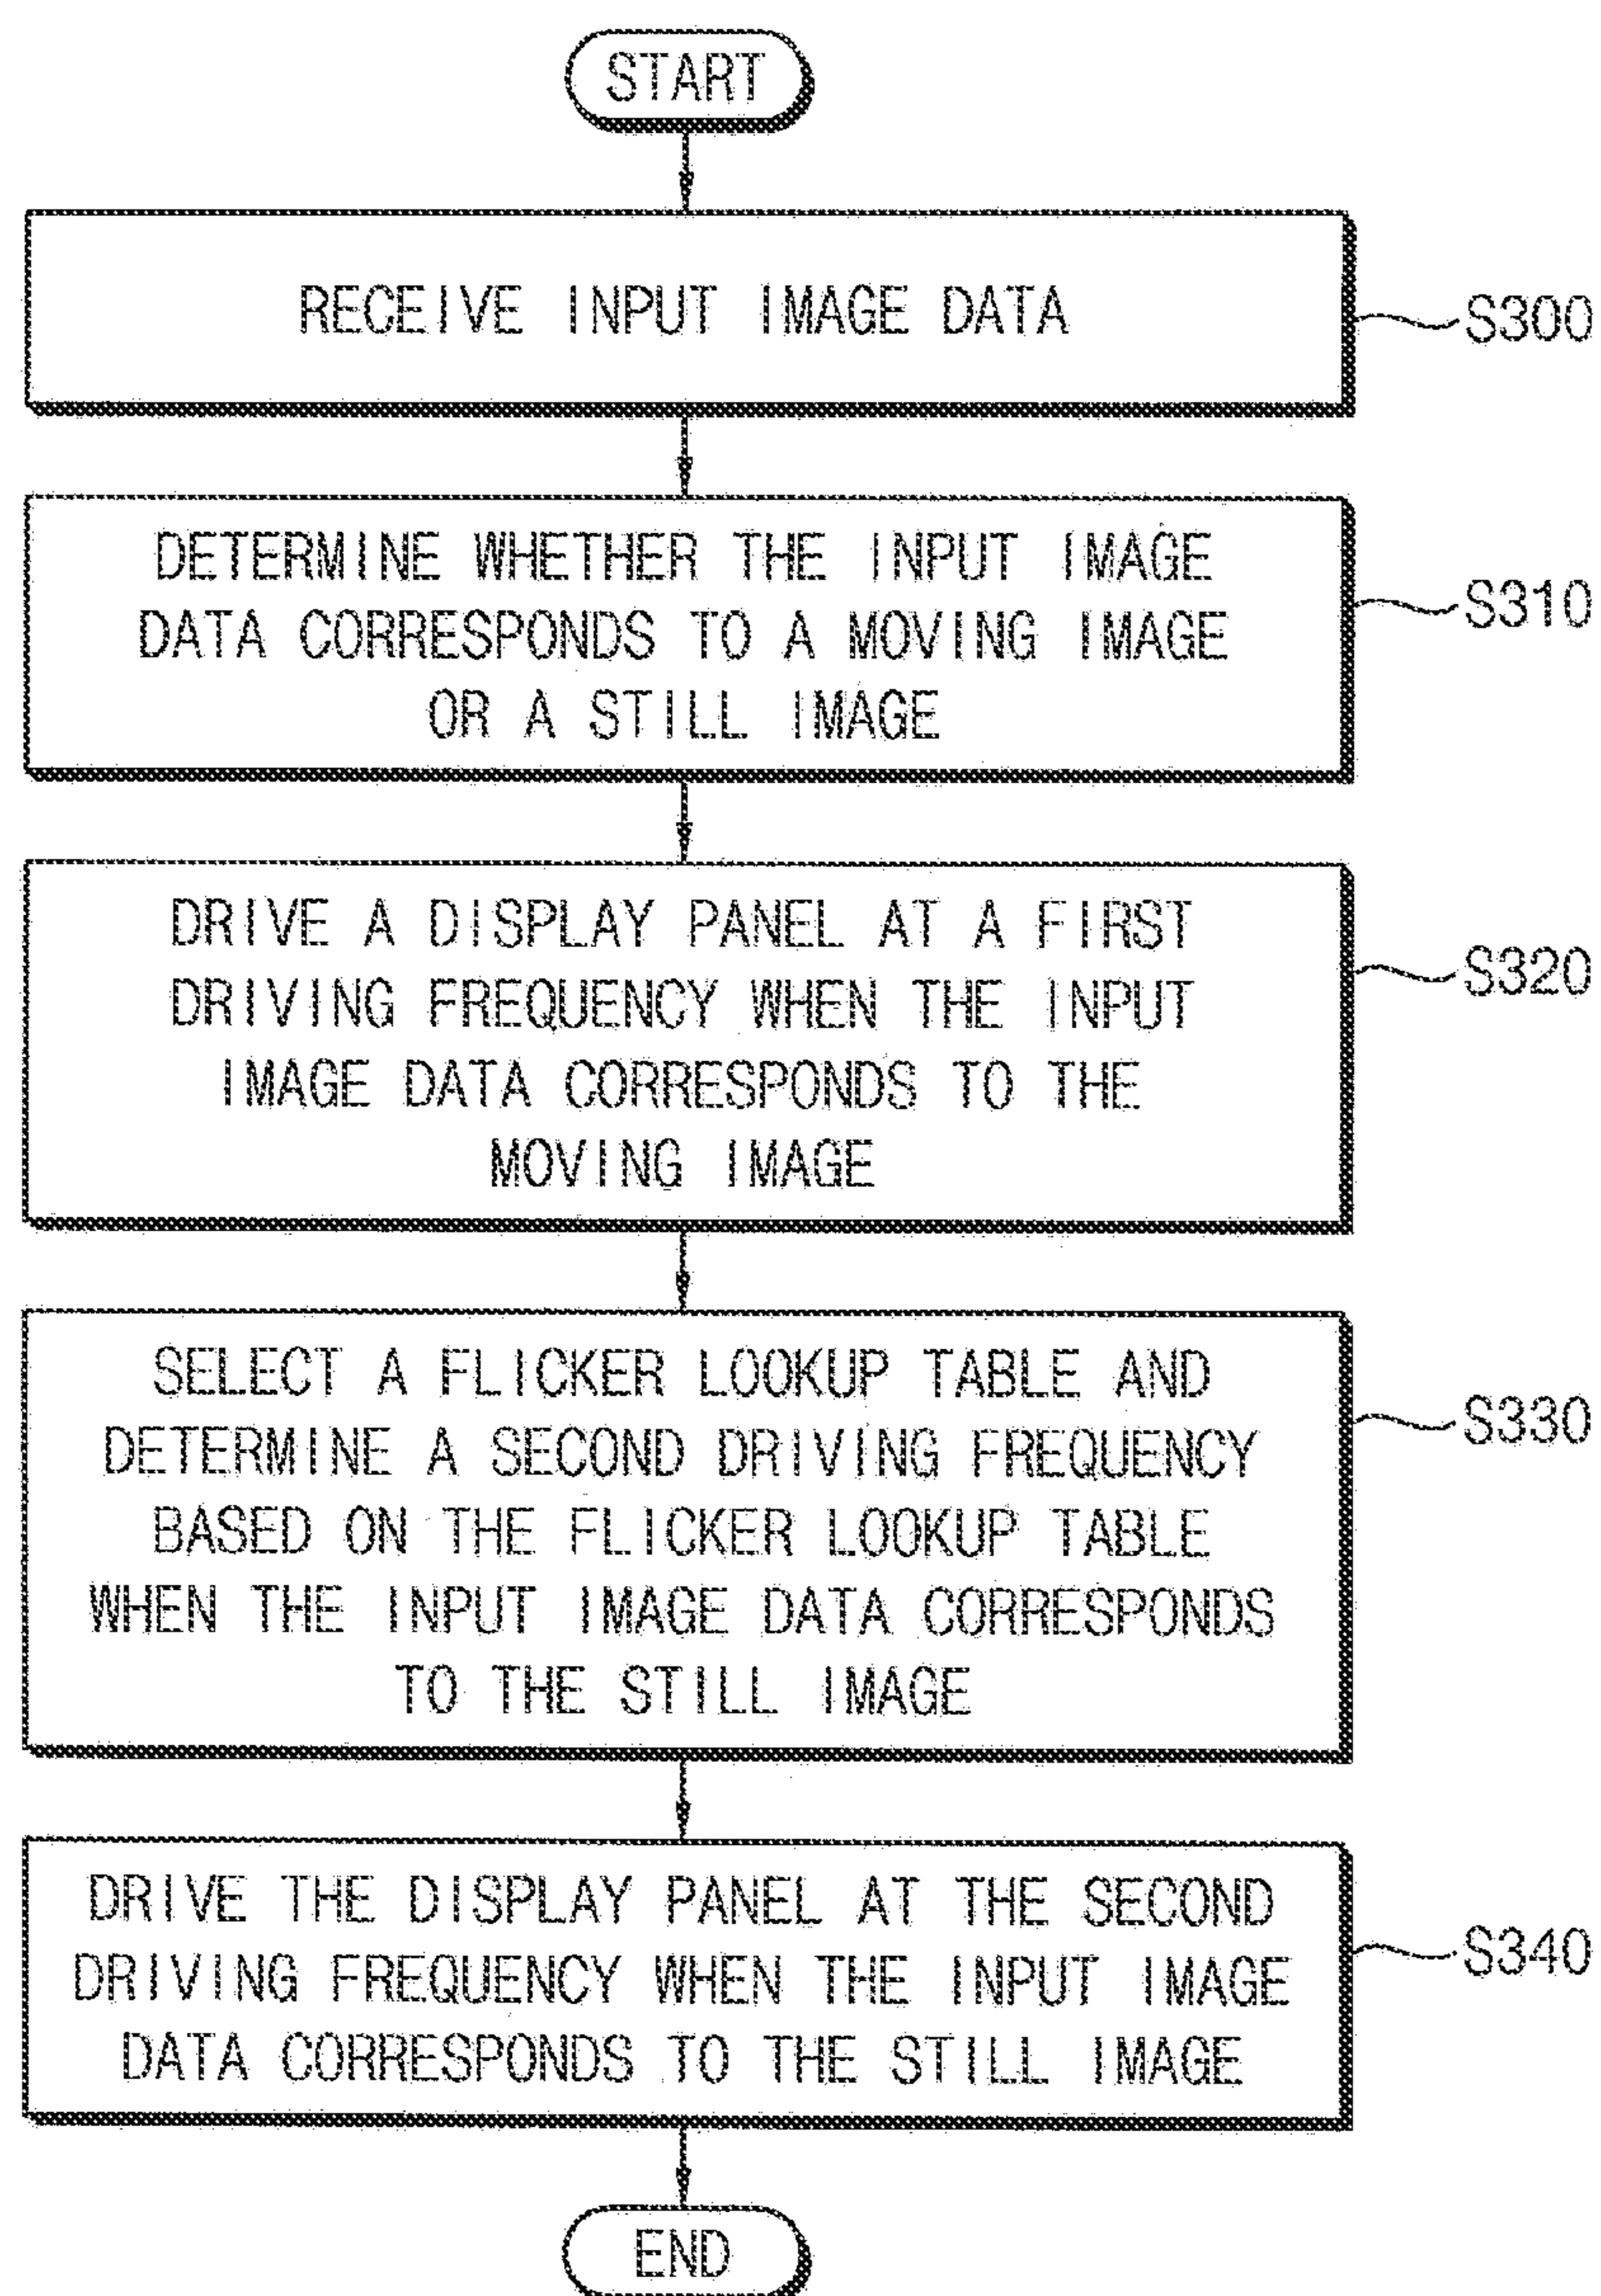 START
RECEIVE INPUT IMAGE DATA
S300
DETERMINE WHETHER THE INPUT IMAGE
DATA CORRESPONDS TO A MOVING IMAGE
OR A STILL IMAGE
S310
DRIVE A DISPLAY PANEL AT A FIRST
DRIVING FREQUENCY WHEN THE INPUT
IMAGE DATA CORRESPONDS TO THE
MOVING IMAGE
S320
SELECT A FLICKER LOOKUP TABLE AND
DETERMINE A SECOND DRIVING FREQUENCY
BASED ON THE FLICKER LOOKUP TABLE
WHEN THE INPUT IMAGE DATA CORRESPONDS
TO THE STILL IMAGE
S330
DRIVE THE DISPLAY PANEL AT THE SECOND
DRIVING FREQUENCY WHEN THE INPUT IMAGE
DATA CORRESPONDS TO THE STILL IMAGE
S340
END